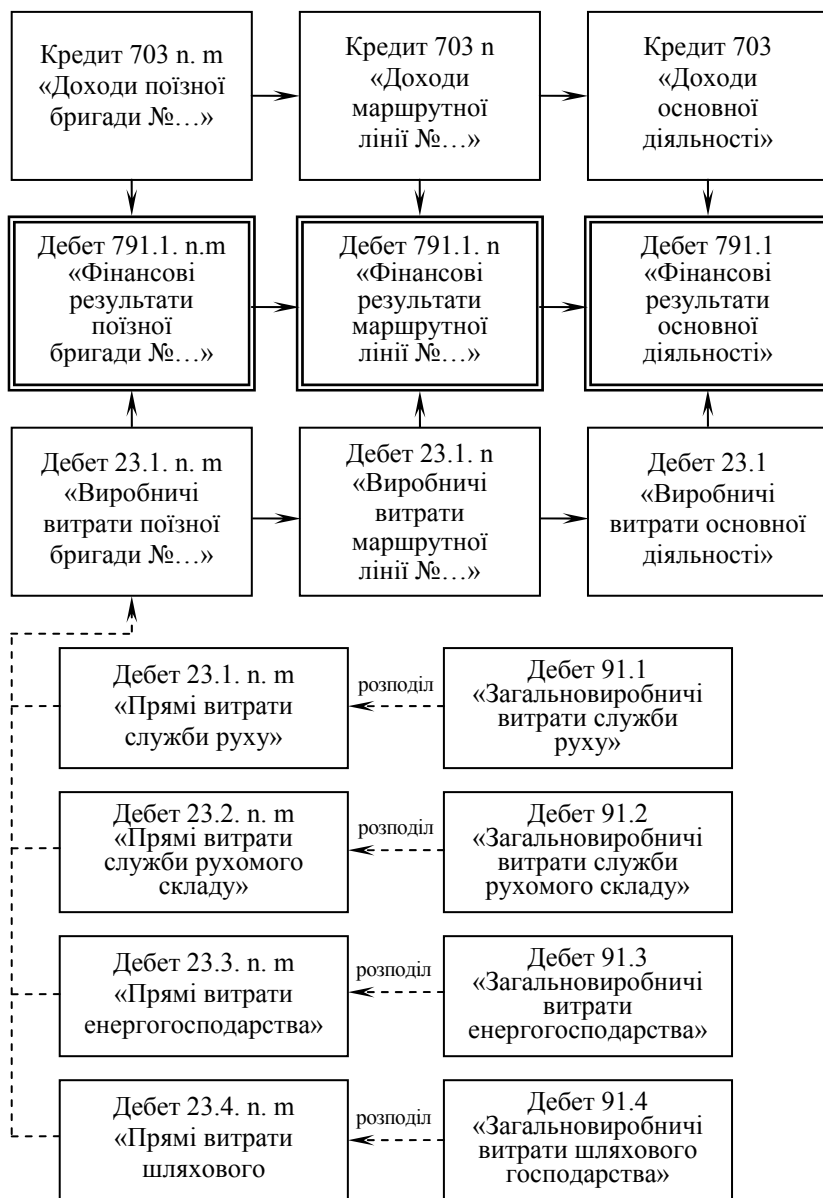 Кредит 703 n. m
«Доходи поїзної
бригади №…»
Кредит 703 n
«Доходи
маршрутної
лінії №…»
Кредит 703
«Доходи
основної
діяльності»
Дебет 791.1. n.m
«Фінансові
результати
поїзної
бригади №…»
Дебет 791.1. n
«Фінансові
результати
маршрутної
лінії №…»
Дебет 791.1
«Фінансові
результати
основної
діяльності»
Дебет 23.1. n. m
«Виробничі
витрати поїзної
бригади №…»
Дебет 23.1. n
«Виробничі
витрати
маршрутної
лінії №…»
Дебет 23.1
«Виробничі
витрати основної
діяльності»
Дебет 23.1. n. m
«Прямі витрати
служби руху»
розподіл
Дебет 91.1
«Загальновиробничі
витрати служби
руху»
Дебет 23.2. n. m
«Прямі витрати
служби рухомого
складу»
розподіл
Дебет 91.2
«Загальновиробничі
витрати служби
рухомого складу»
Дебет 23.3. n. m
«Прямі витрати
енергогосподарства»
розподіл
Дебет 91.3
«Загальновиробничі
витрати
енергогосподарства»
Дебет 23.4. n. m
«Прямі витрати
шляхового
розподіл
Дебет 91.4
«Загальновиробничі
витрати шляхового
господарства»